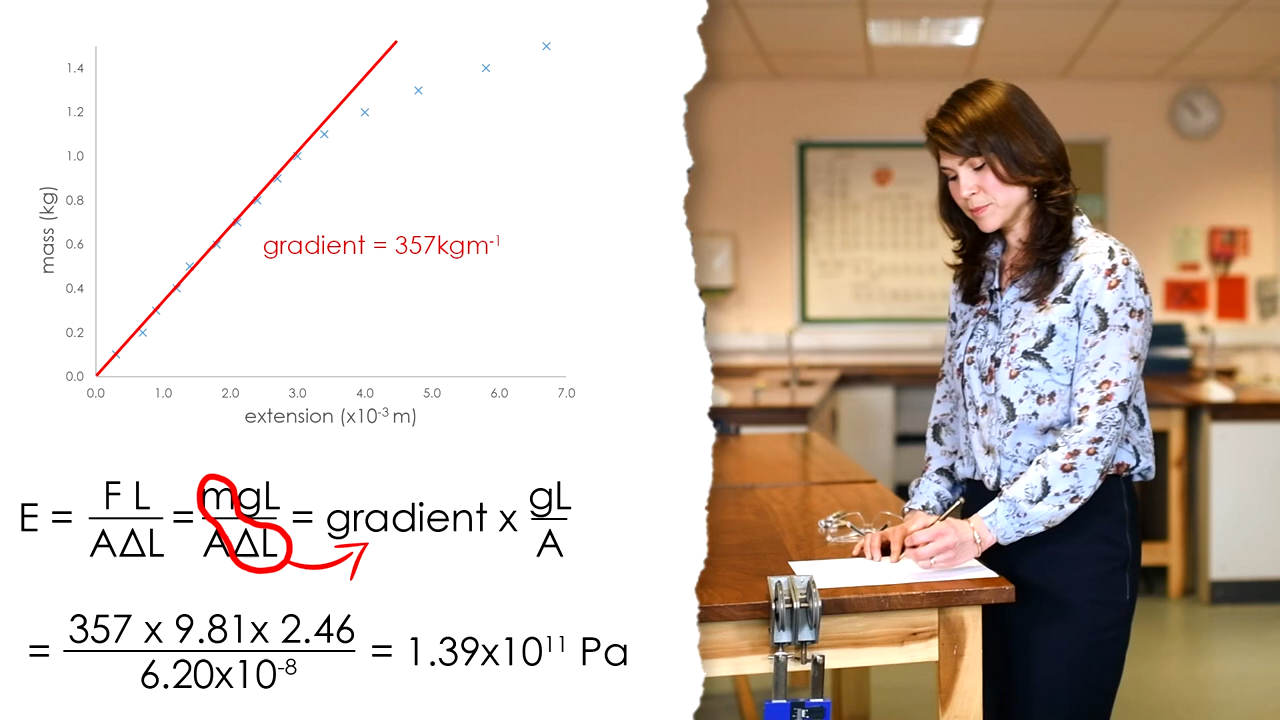 1.4
1.2
1.0
0.8
0.6
0.4
0.2
0.0
mass (kg)
gradient = 357kgm⁻¹
0.0 1.0 2.0 3.0 4.0 5.0 6.0 7.0
extension (x10⁻³ m)
E = F L / A∆L = mgL / A∆L = gradient x gL / A
= 357 x 9.81x 2.46 / 6.20x10⁻⁸ = 1.39x10¹¹ Pa